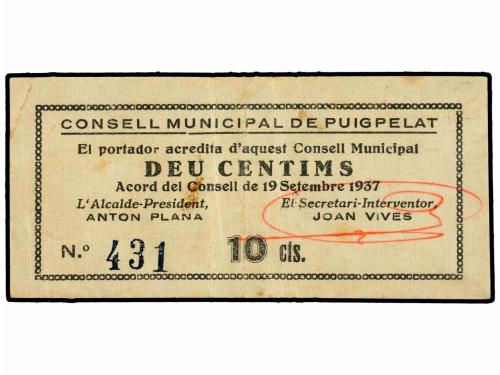 CONSELL MUNICIPAL DE PUIGPELAT
El portador acredita d'aquest Consell Municipal
DEU CENTIMS
Acord del Consell de 19 Setembre 1937
L'Alcalde-President, El Secretari-Interventor,
ANTON PLANA JOAN VIVES
N.º 431 10 cts.